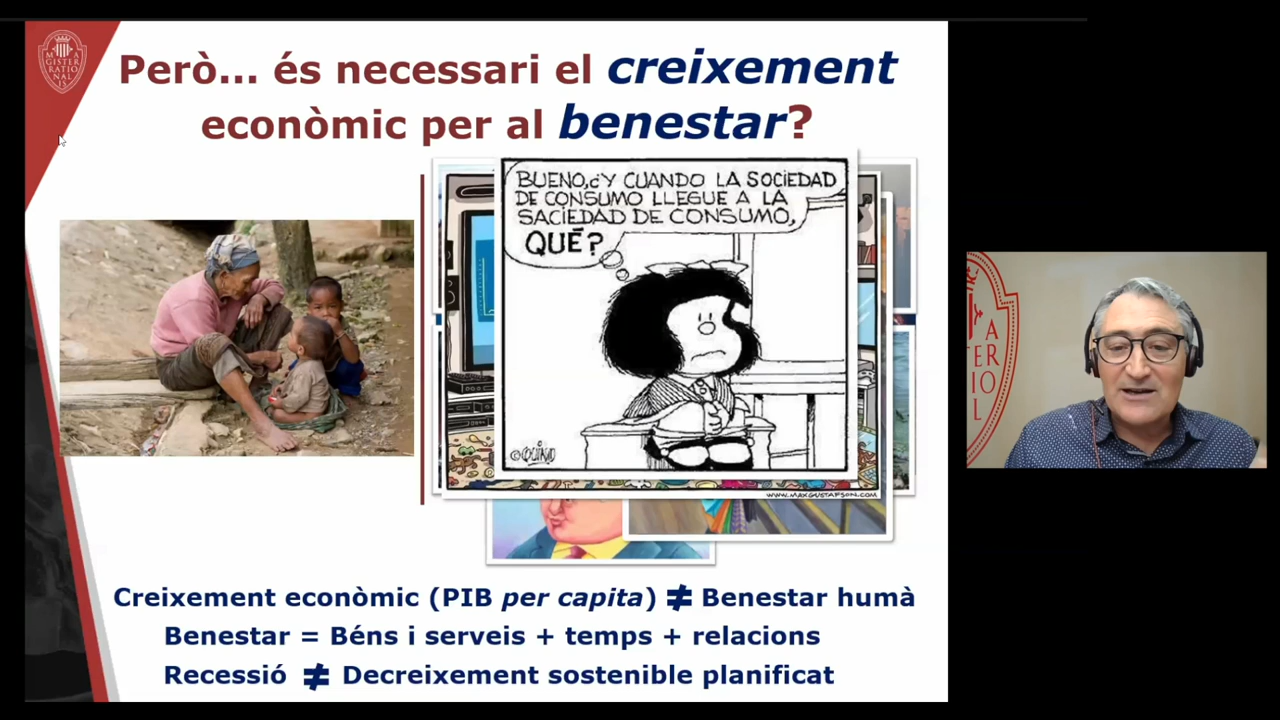 MAGISTER RATIONALIS
Però... és necessari el creixement
econòmic per al benestar?
BUENO, ¿Y CUANDO LA SOCIEDAD
DE CONSUMO LLEGUE A LA
SACIEDAD DE CONSUMO,
QUÉ?
©QUINO
WWW.MAXGUSTAFSON.COM
Creixement econòmic (PIB per capita) ≠ Benestar humà
Benestar = Béns i serveis + temps + relacions
Recessió ≠ Decreixement sostenible planificat